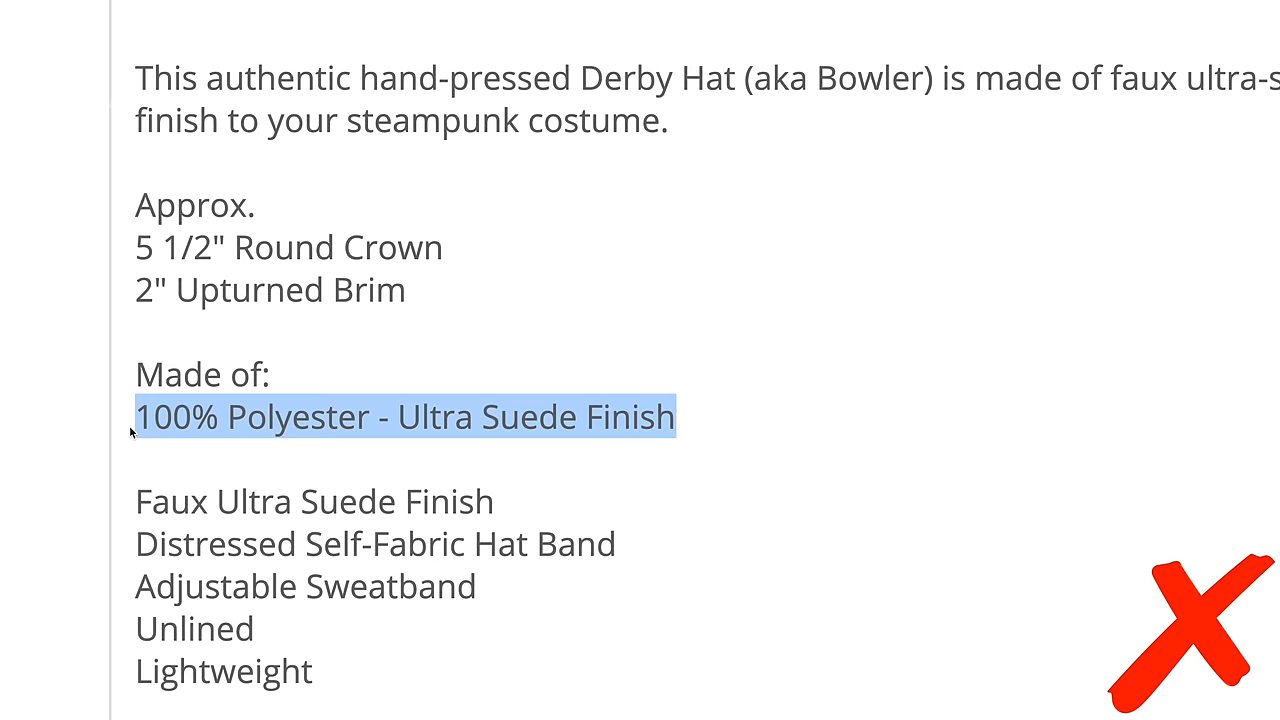 This authentic hand-pressed Derby Hat (aka Bowler) is made of faux
finish to your steampunk costume.
Approx.
5 1/2" Round Crown
2" Upturned Brim
Made of:
100% Polyester - Ultra Suede Finish
Faux Ultra Suede Finish
Distressed Self-Fabric Hat Band
Adjustable Sweatband
Unlined
Lightweight